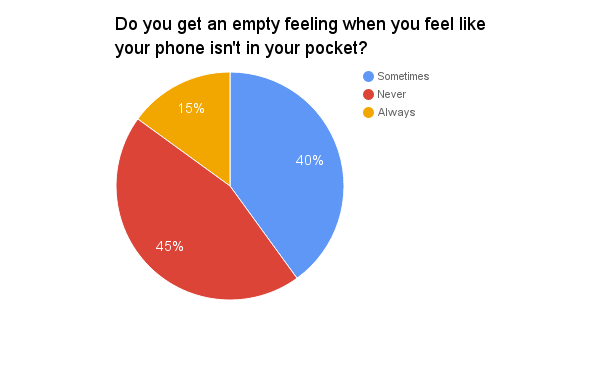 Do you get an empty feeling when you feel like
your phone isn't in your pocket?
Sometimes
Never
Always
15%
40%
45%